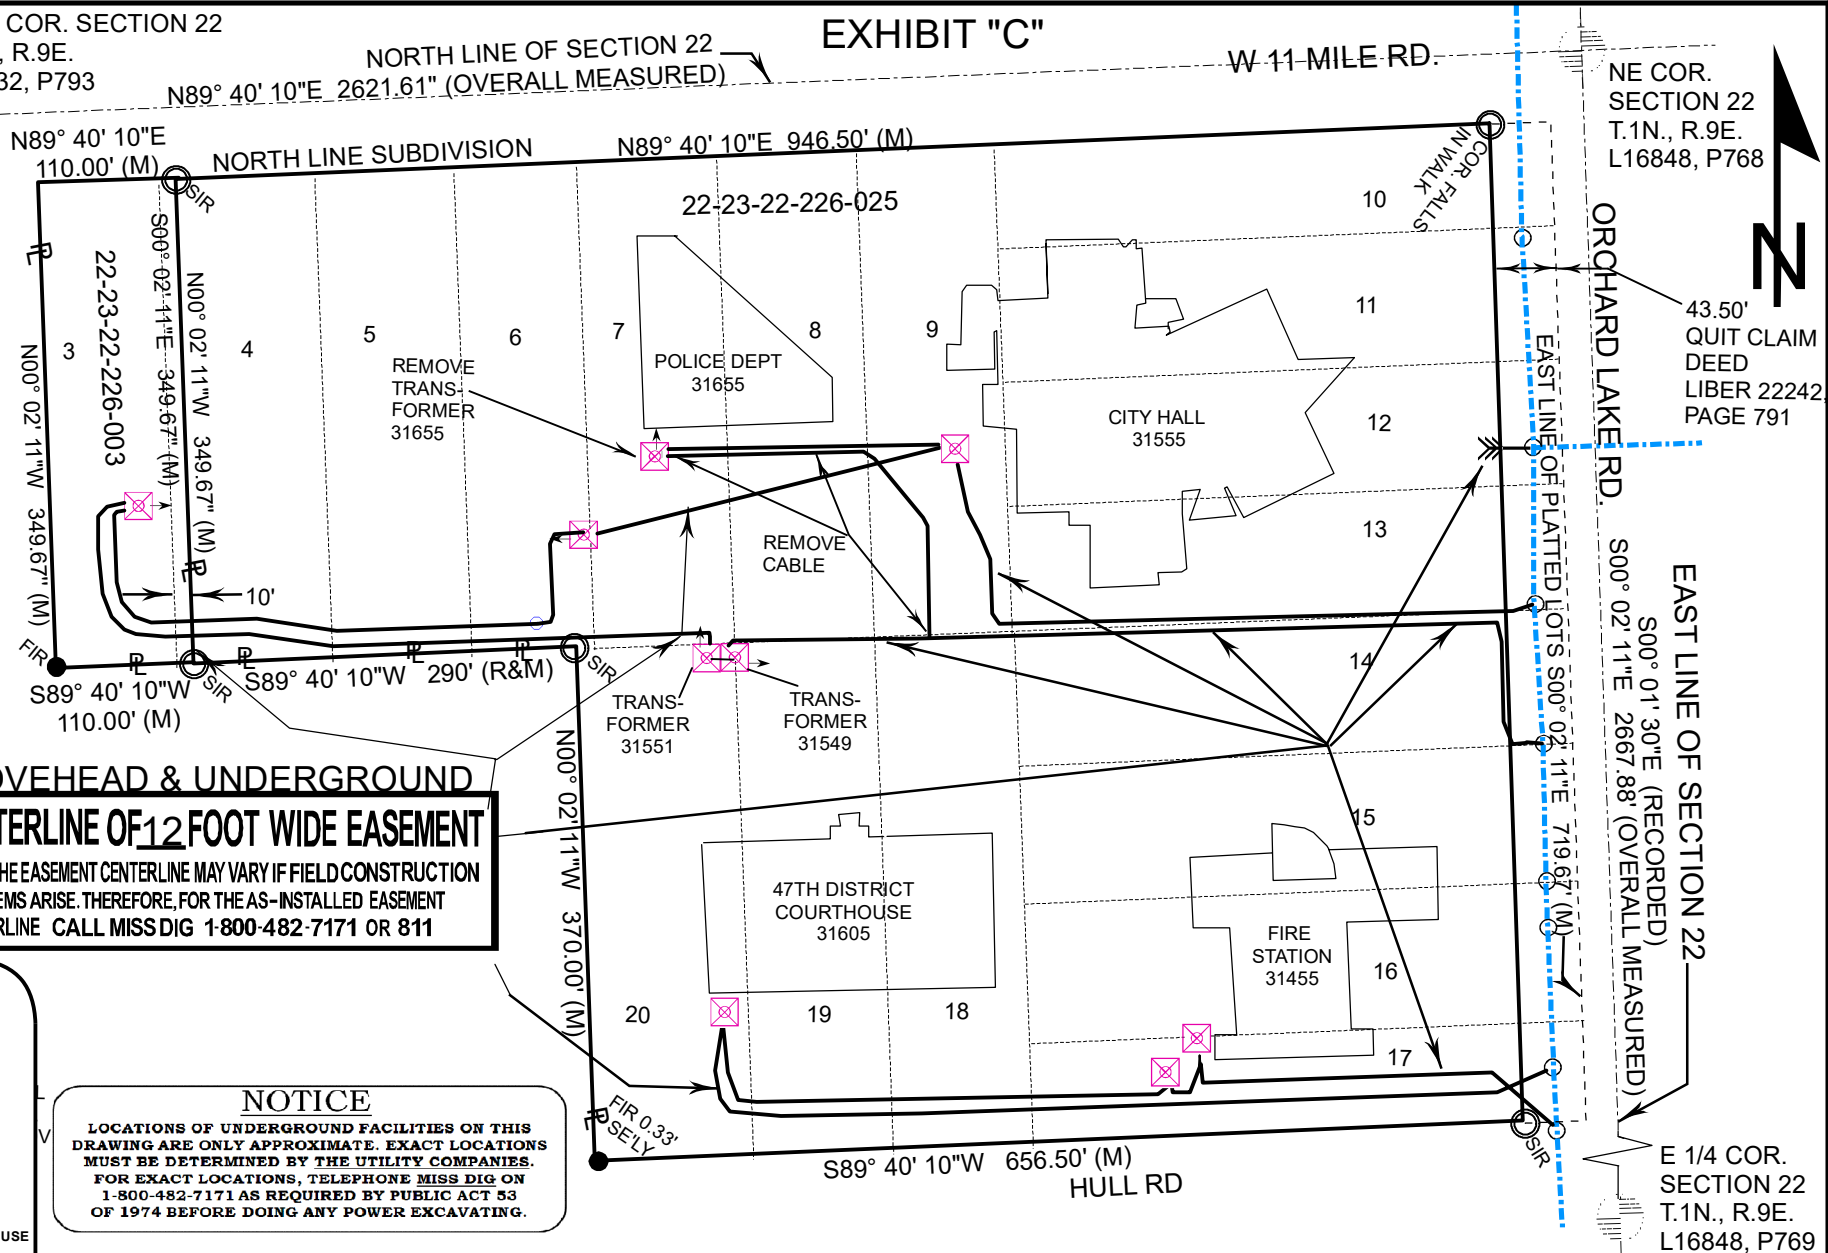 COR. SECTION 22
, R.9E.
32, P793
EXHIBIT "C"
NORTH LINE OF SECTION 22
N89° 40' 10"E 2621.61" (OVERALL MEASURED)
W 11 MILE RD.
NE COR.
SECTION 22
T.1N., R.9E.
L16848, P768
N
N89° 40' 10"E
110.00' (M)
NORTH LINE SUBDIVISION
N89° 40' 10"E 946.50' (M)
SIR
COR. FALLS
IN WALK
22-23-22-226-025
10
ORCHARD LAKE RD.
43.50'
QUIT CLAIM
DEED
LIBER 22242,
PAGE 791
PL
22-23-22-226-003
S00° 02' 11"E 349.67' (M)
N00° 02' 11"W 349.67' (M)
N00° 02' 11"W 349.67' (M)
3
4
5
6
7
8
9
11
12
13
REMOVE
TRANS-
FORMER
31655
POLICE DEPT
31655
CITY HALL
31555
EAST LINE OF PLATTED LOTS S00° 02' 11"E 719.67' (M)
REMOVE
CABLE
PL
10'
FIR
PL
PL
PL
PL
SIR
SIR
S89° 40' 10"W
110.00' (M)
S89° 40' 10"W 290' (R&M)
TRANS-
FORMER
31551
TRANS-
FORMER
31549
14
EAST LINE OF SECTION 22
S00° 01' 30"E (RECORDED)
S00° 02' 11"E 2667.88' (OVERALL MEASURED)
OVEHEAD & UNDERGROUND
TERLINE OF 12 FOOT WIDE EASEMENT
HE EASEMENT CENTERLINE MAY VARY IF FIELD CONSTRUCTION
EMS ARISE. THEREFORE, FOR THE AS-INSTALLED EASEMENT
RLINE CALL MISS DIG 1-800-482-7171 OR 811
N00° 02' 11"W 370.00' (M)
47TH DISTRICT
COURTHOUSE
31605
15
FIRE
STATION
31455
16
20
19
18
17
L
V
USE
NOTICE
LOCATIONS OF UNDERGROUND FACILITIES ON THIS
DRAWING ARE ONLY APPROXIMATE. EXACT LOCATIONS
MUST BE DETERMINED BY THE UTILITY COMPANIES.
FOR EXACT LOCATIONS, TELEPHONE MISS DIG ON
1-800-482-7171 AS REQUIRED BY PUBLIC ACT 53
OF 1974 BEFORE DOING ANY POWER EXCAVATING.
PL
FIR 0.33'
SE'LY
S89° 40' 10"W 656.50' (M)
HULL RD
SIR
E 1/4 COR.
SECTION 22
T.1N., R.9E.
L16848, P769